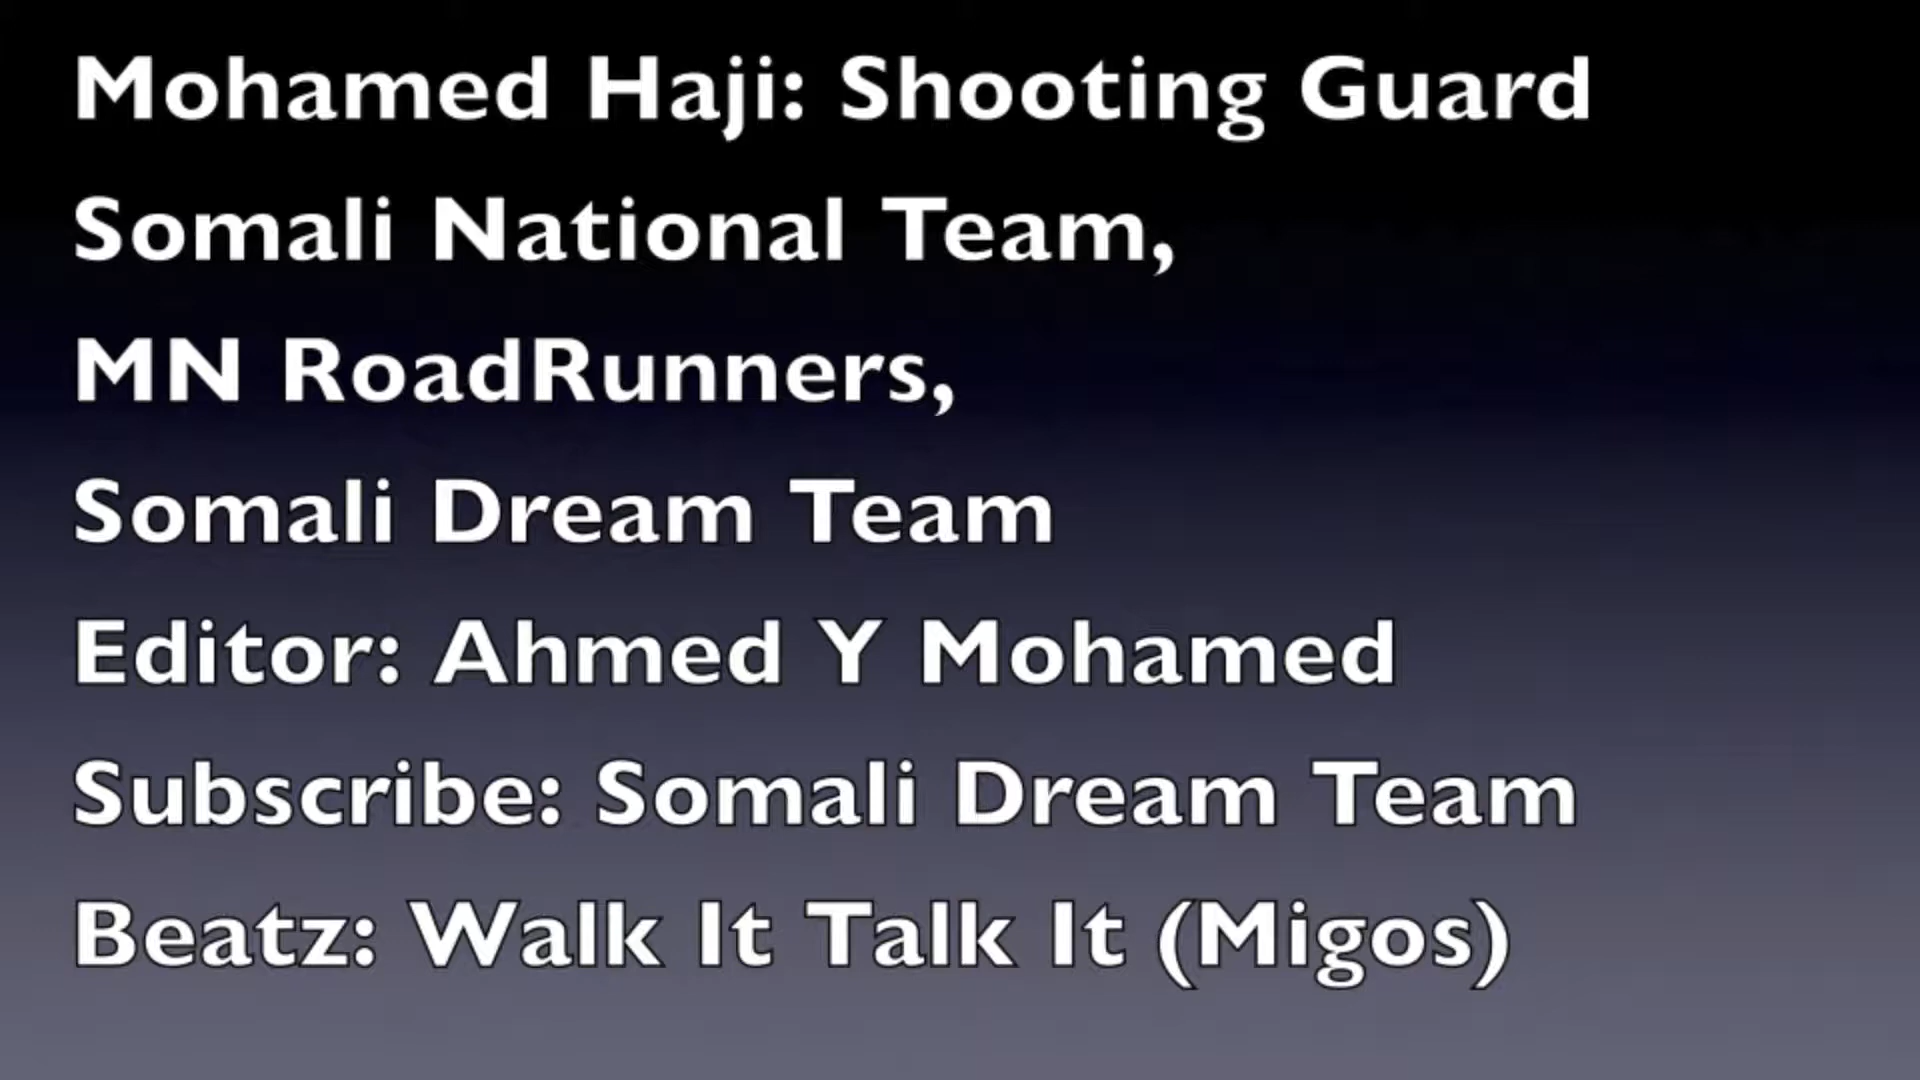 Mohamed Haji: Shooting Guard
Somali National Team,
MN RoadRunners,
Somali Dream Team
Editor: Ahmed Y Mohamed
Subscribe: Somali Dream Team
Beatz: Walk It Talk It (Migos)